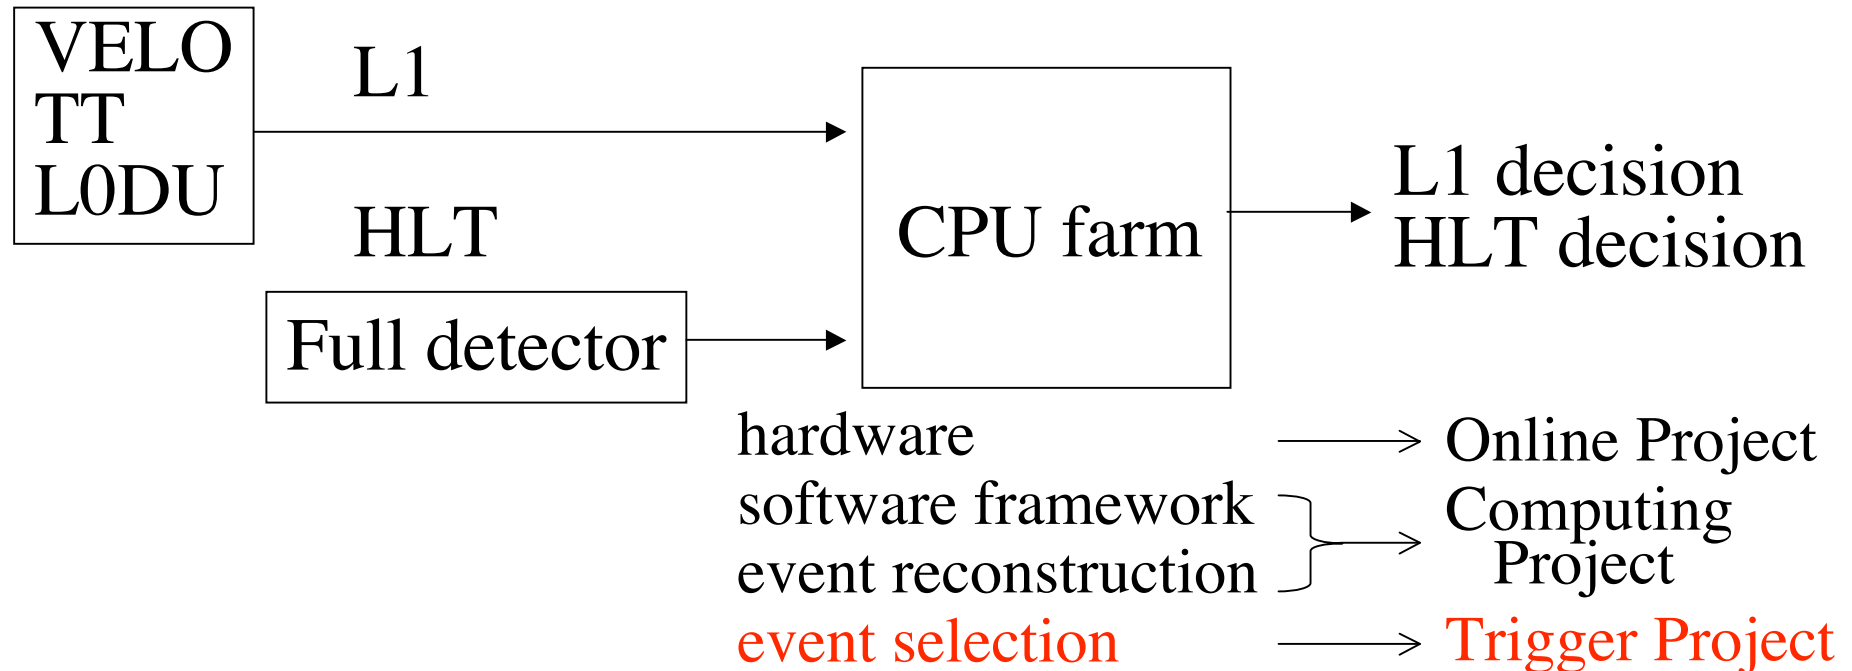 VELO
TT
L0DU
L1
HLT
Full detector
CPU farm
L1 decision
HLT decision
hardware
Online Project
software framework
event reconstruction
Computing
Project
event selection
Trigger Project